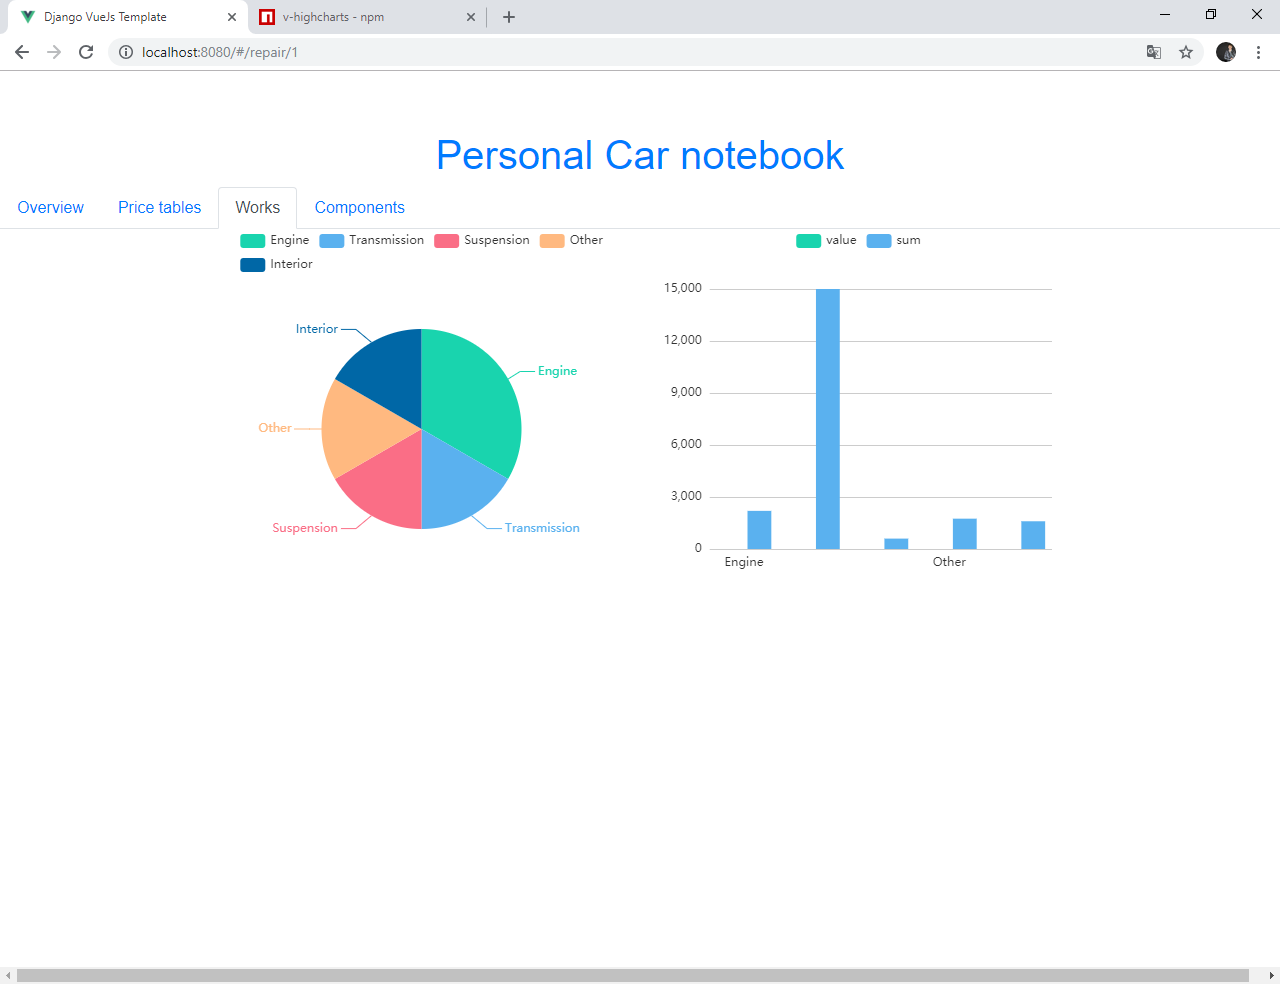 Django VueJs Template
v-highcharts - npm
localhost:8080/#/repair/1
Personal Car notebook
Overview
Price tables
Works
Components
Engine
Transmission
Suspension
Other
Interior
Interior
Engine
Other
Suspension
Transmission
value
sum
15,000
12,000
9,000
6,000
3,000
0
Engine
Other